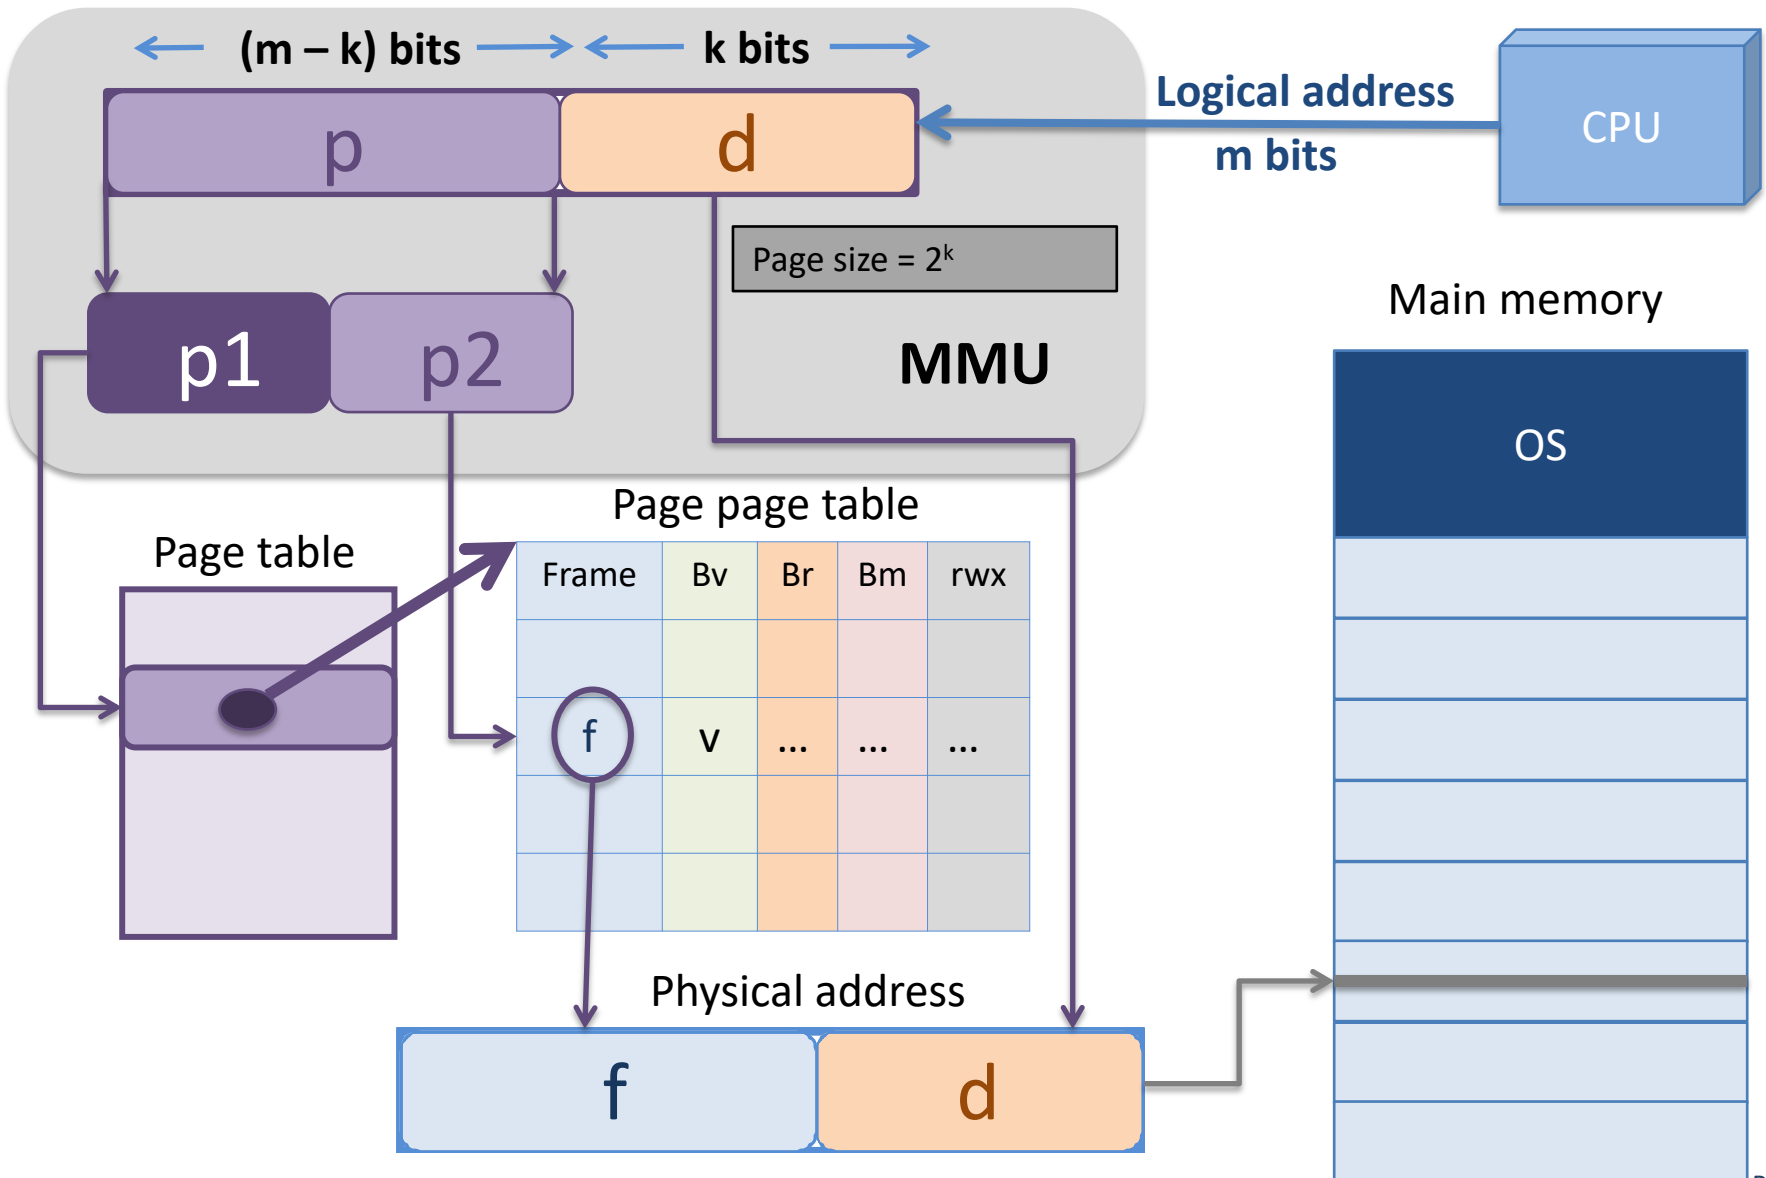 (m – k) bits
k bits
p
d
Logical address
m bits
CPU
Page size = 2ᵏ
p1
p2
MMU
Main memory
OS
Page page table
Page table
Frame Bv Br Bm rwx
f v ... ... ...
Physical address
f
d